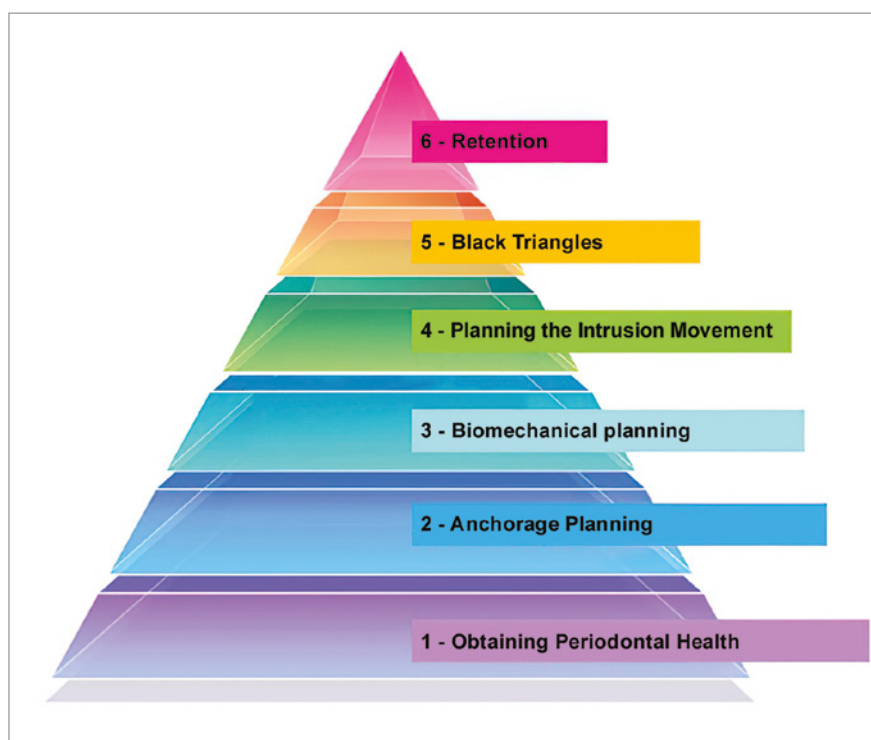 6 - Retention
5 - Black Triangles
4 - Planning the Intrusion Movement
3 - Biomechanical planning
2 - Anchorage Planning
1 - Obtaining Periodontal Health